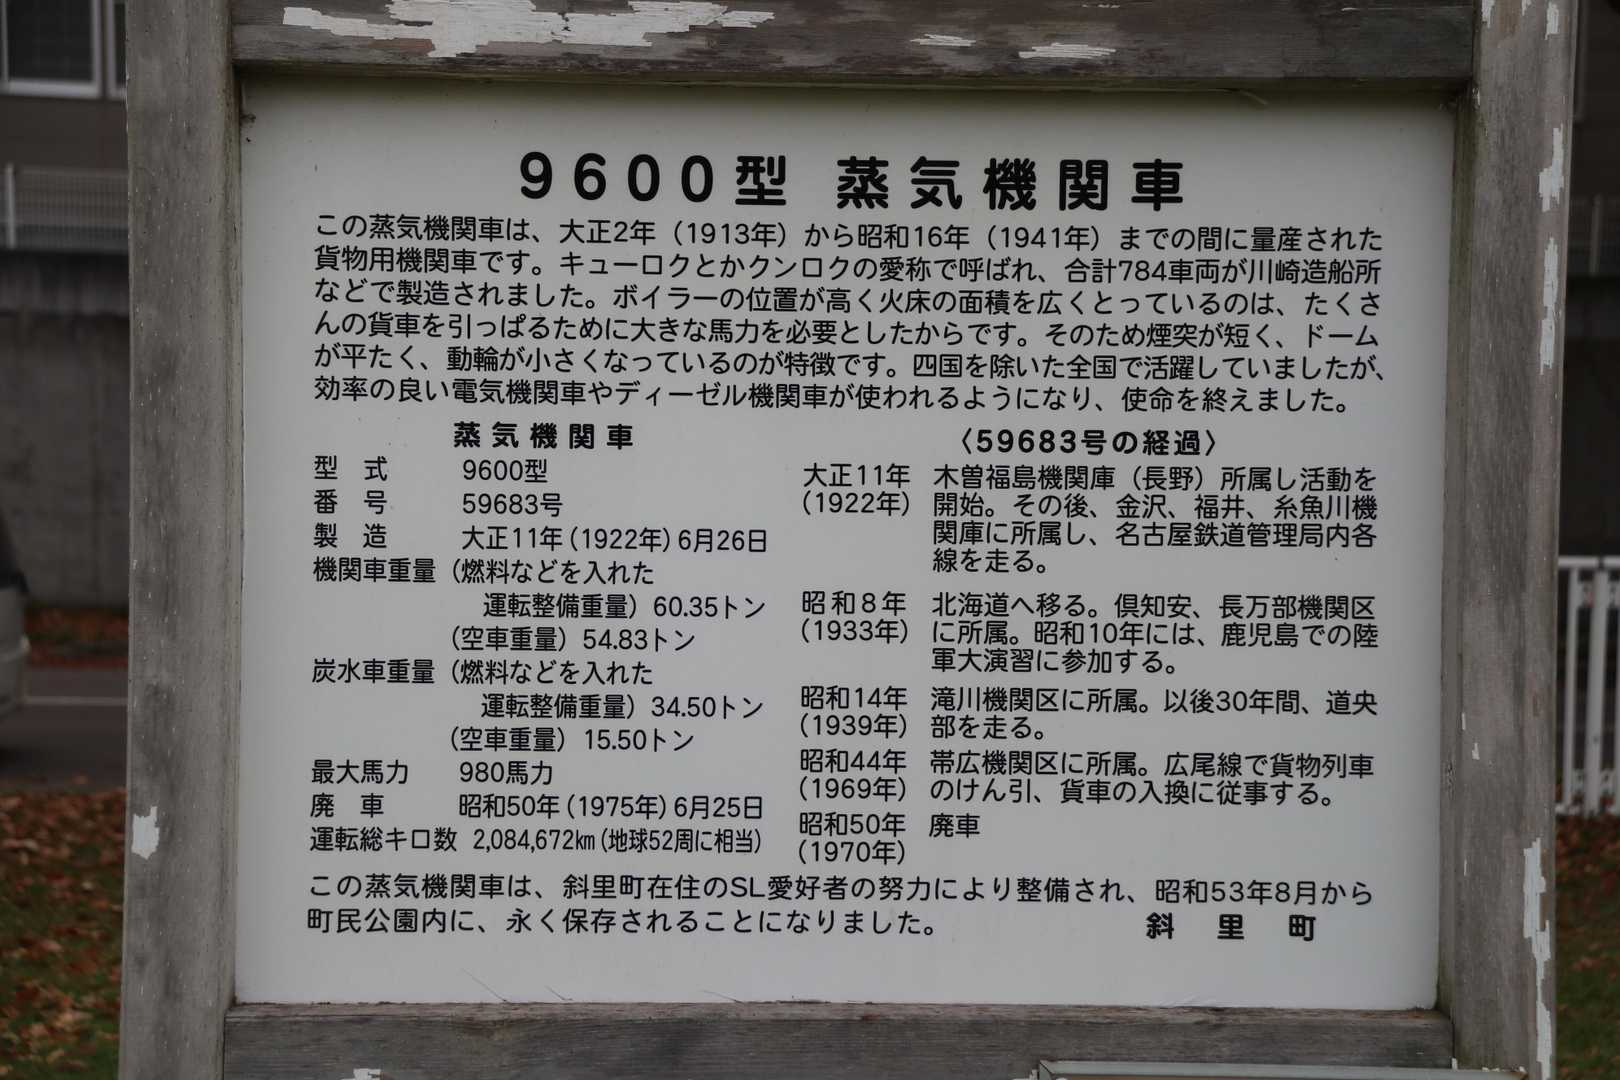 9600型 蒸気機関車
この蒸気機関車は、大正2年（1913年）から昭和16年（1941年）までの間に量産された
貨物用機関車です。キューロクとかクンロクの愛称で呼ばれ、合計784車両が川崎造船所
などで製造されました。ボイラーの位置が高く火床の面積を広くとっているのは、たくさ
んの貨車を引っぱるために大きな馬力を必要としたからです。そのため煙突が短く、ドーム
が平たく、動輪が小さくなっているのが特徴です。四国を除いた全国で活躍していましたが、
効率の良い電気機関車やディーゼル機関車が使われるようになり、使命を終えました。
蒸気機関車
型 式 9600型
番 号 59683号
製 造 大正11年(1922年)6月26日
機関車重量（燃料などを入れた
運転整備重量）60.35トン
（空車重量）54.83トン
炭水車重量（燃料などを入れた
運転整備重量）34.50トン
（空車重量）15.50トン
最大馬力 980馬力
廃 車 昭和50年(1975年)6月25日
運転総キロ数 2,084,672㎞(地球52周に相当)
〈59683号の経過〉
大正11年 木曽福島機関庫（長野）所属し活動を
（1922年） 開始。その後、金沢、福井、糸魚川機
関庫に所属し、名古屋鉄道管理局内各
線を走る。
昭和8年 北海道へ移る。倶知安、長万部機関区
（1933年） に所属。昭和10年には、鹿児島での陸
軍大演習に参加する。
昭和14年 滝川機関区に所属。以後30年間、道央
（1939年） 部を走る。
昭和44年 帯広機関区に所属。広尾線で貨物列車
（1969年） のけん引、貨車の入換に従事する。
昭和50年 廃車
（1970年）
この蒸気機関車は、斜里町在住のSL愛好者の努力により整備され、昭和53年8月から
町民公園内に、永く保存されることになりました。
斜 里 町